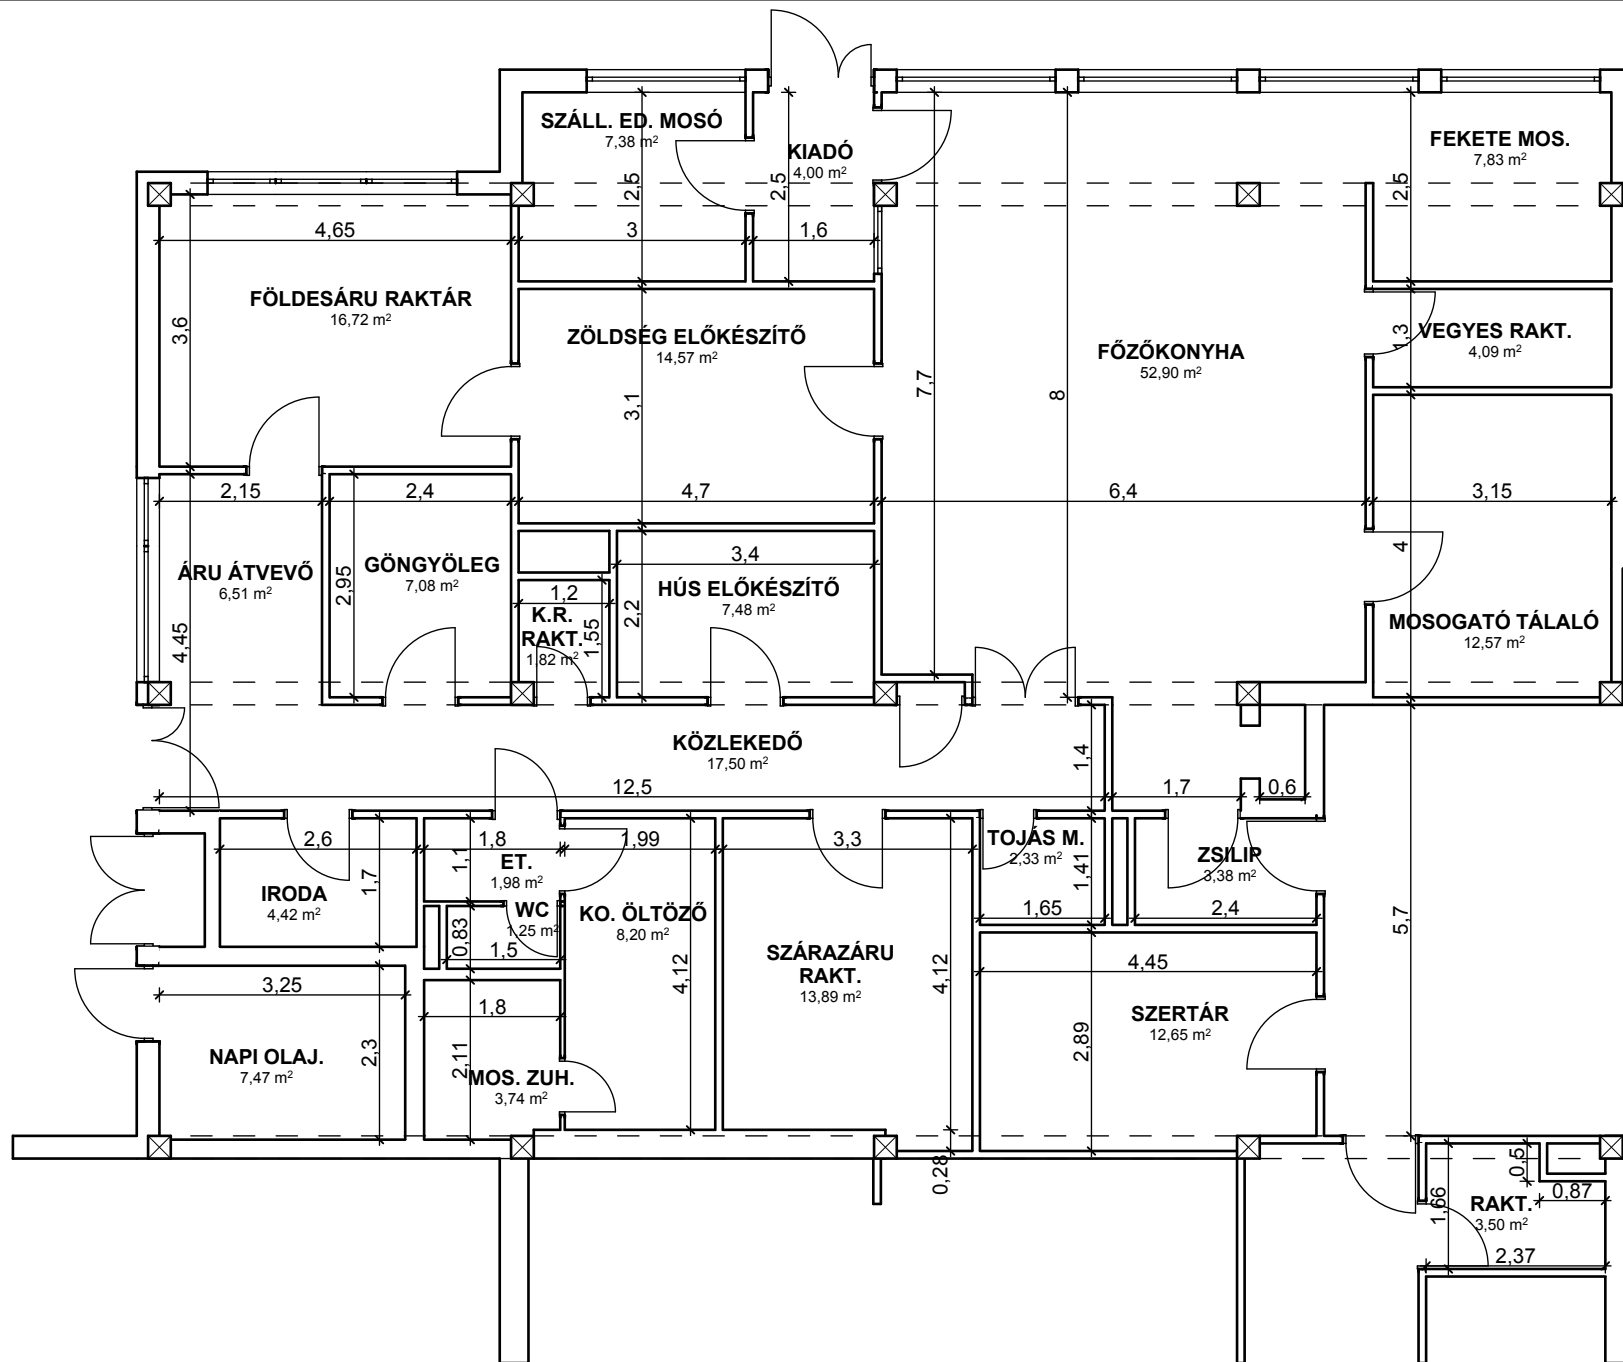 SZÁLL. ED. MOSÓ
7,38 m²
2,5
KIADÓ
4,00 m²
2,5
FEKETE MOS.
7,83 m²
2,5
4,65
3
1,6
FÖLDESÁRU RAKTÁR
16,72 m²
3,6
ZÖLDSÉG ELŐKÉSZÍTŐ
14,57 m²
3,1
FŐZŐKONYHA
52,90 m²
7,7
8
VEGYES RAKT.
4,09 m²
1,3
2,15
2,4
4,7
6,4
3,15
ÁRU ÁTVEVŐ
6,51 m²
4,45
GÖNGYÖLEG
7,08 m²
2,95
1,2
K.R.
RAKT.
1,82 m²
1,55
3,4
HÚS ELŐKÉSZÍTŐ
7,48 m²
2,2
4
MOSOGATÓ TÁLALÓ
12,57 m²
KÖZLEKEDŐ
17,50 m²
1,4
12,5
1,7
0,6
2,6
IRODA
4,42 m²
1,7
1,8
1,1
ET.
1,98 m²
WC
1,25 m²
0,83
1,5
1,99
KO. ÖLTÖZŐ
8,20 m²
4,12
3,3
SZÁRAZÁRU
RAKT.
13,89 m²
4,12
TOJÁS M.
2,33 m²
1,41
1,65
ZSILIP
3,38 m²
2,4
5,7
3,25
NAPI OLAJ.
7,47 m²
2,3
1,8
2,11
MOS. ZUH.
3,74 m²
4,45
SZERTÁR
12,65 m²
2,89
0,28
0,5
0,87
1,66
RAKT.
3,50 m²
2,37